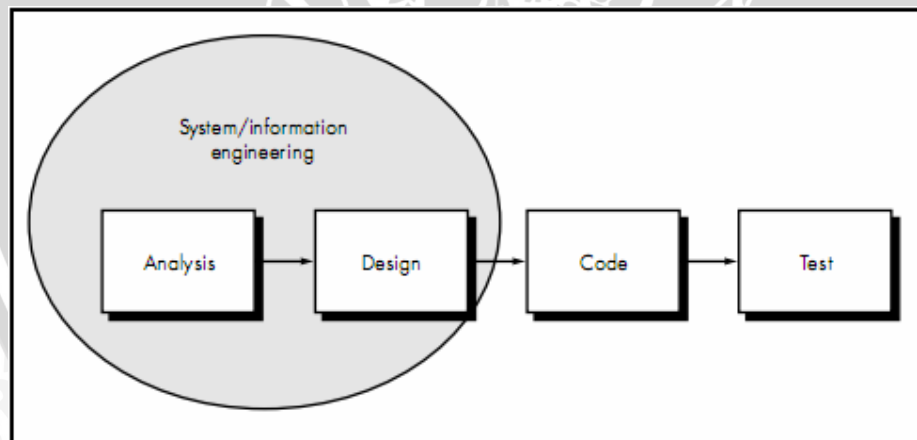 System/information
engineering
Analysis
Design
Code
Test